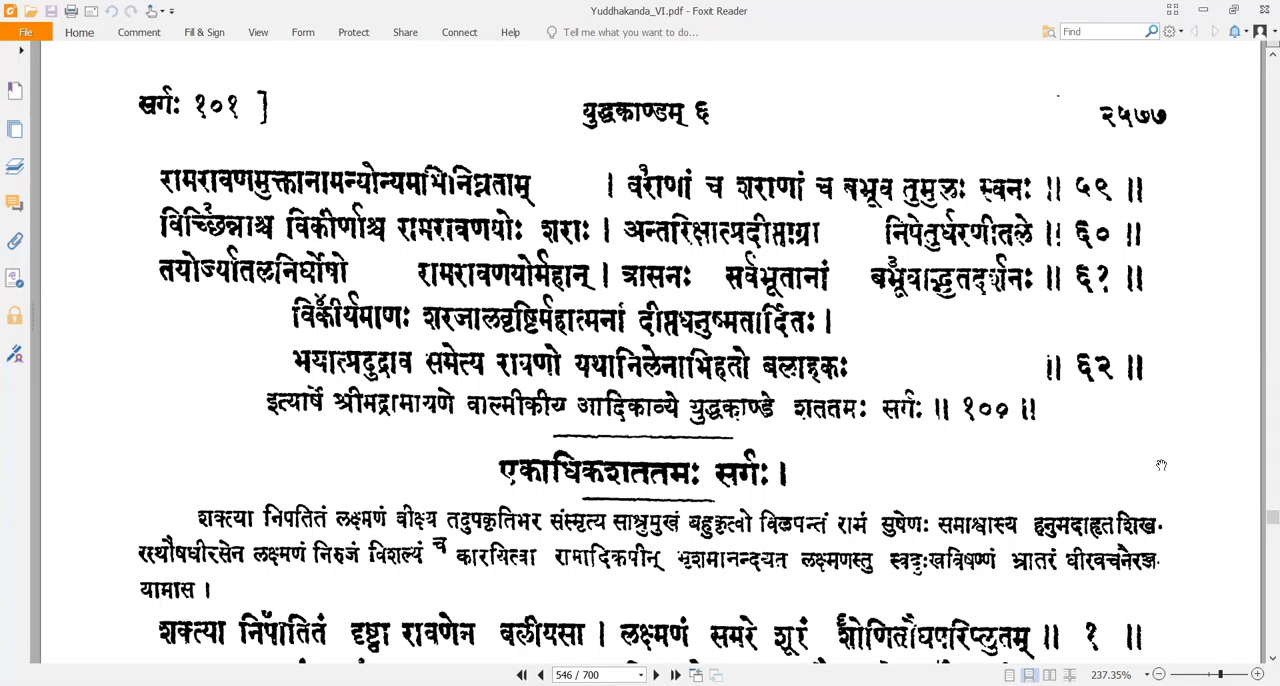 Yuddhakanda_VI.pdf - Foxit Reader
File Home Comment Fill & Sign View Form Protect Share Connect Help Tell me what you want to do... Find
सर्गः १०१ ] युद्धकाण्डम् ६ २५७७
रामरावणमुक्तानामन्योन्यमभिनिघ्नताम् । वराणां च शराणां च बभूव तुमुलः स्वनः ॥ ५९ ॥
विच्छिन्नाश्च विकीर्णाश्च रामरावणयोः शराः । अन्तरिक्षात्प्रदीप्ताग्रा निपेतुर्धरणीतले ॥ ६० ॥
तयोर्ज्यातलनिर्घोषो रामरावणयोर्महान् । त्रासनः सर्वभूतानां बभूवाद्भुतदर्शनः ॥ ६१ ॥
विकीर्यमाणः शरजालवृष्टिर्महात्मनां दीप्तधनुष्मतार्दितः ।
भयात्प्रदुद्राव समेत्य रावणो यथानिलेनाभिहतो बलाहकः ॥ ६२ ॥
इत्यार्षे श्रीमद्रामायणे वाल्मीकीय आदिकाव्ये युद्धकाण्डे शततमः सर्गः ॥ १०० ॥
एकाधिकशततमः सर्गः ।
शक्त्या निपतितं लक्ष्मणं वीक्ष्य तदुपकृतिभर संस्मृत्य साश्रुमुखं बहुकृत्वो विलपन्तं रामं सुषेणः समाश्वास्य हनुमदाहृतशिख-
रस्थौषधीरसेन लक्ष्मणं निरुजं विशल्यं च कारयित्वा रामादिकपीन् भृशमानन्दयत लक्ष्मणस्तु स्वदुःखविषण्णं भ्रातरं धीरवचनैरञ्ज-
यामास ।
शक्त्या निपातितं दृष्ट्वा रावणेन बलीयसा । लक्ष्मणं समरे शूरं शोणितौघपरिप्लुतम् ॥ १ ॥
546 / 700 237.35%